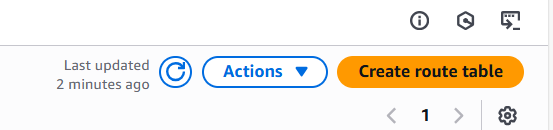 Last updated
2 minutes ago
Actions
Create route table
1